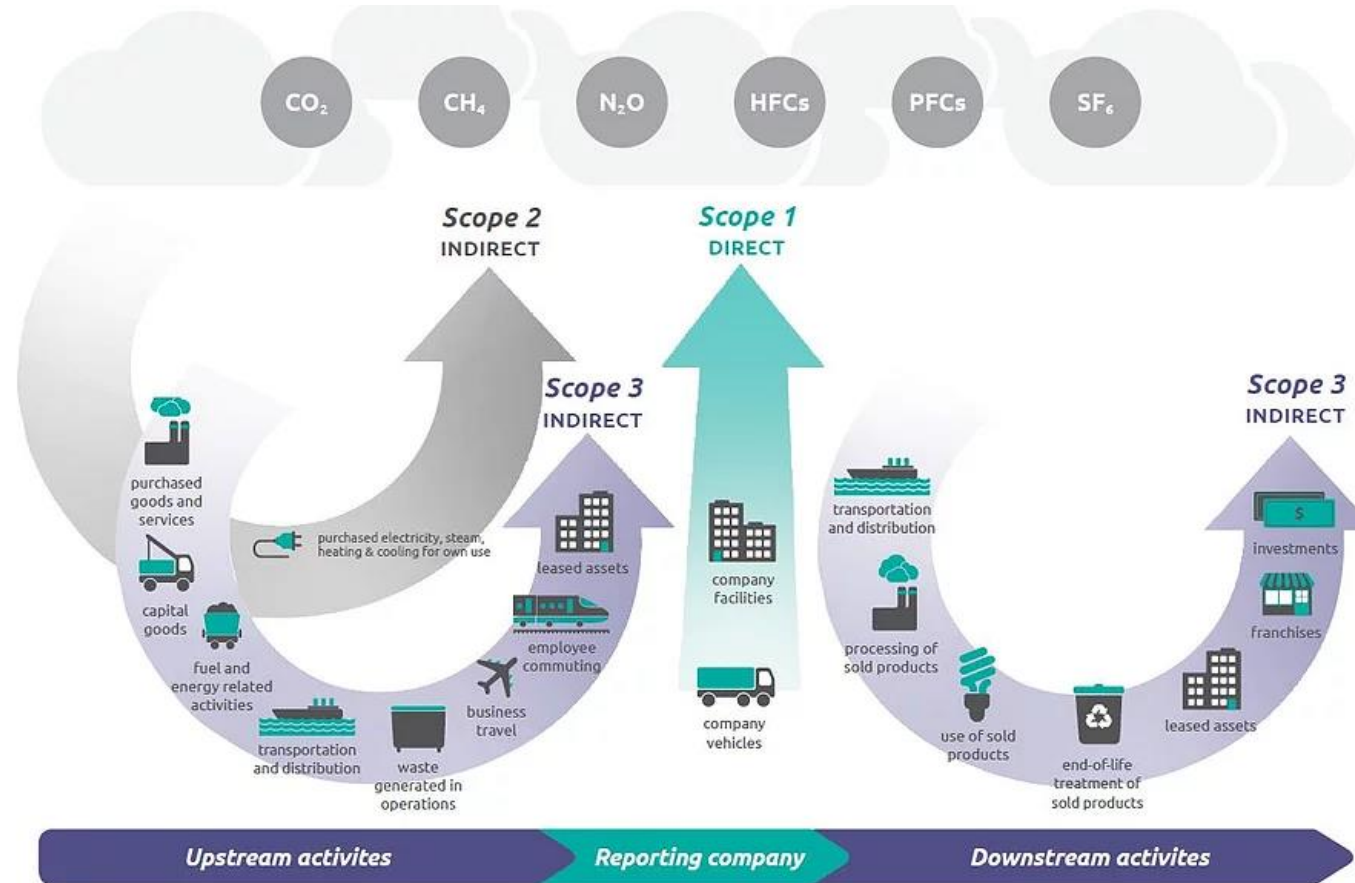 CO₂
CH₄
N₂O
HFCs
PFCs
SF₆
Scope 2
INDIRECT
Scope 1
DIRECT
Scope 3
INDIRECT
Scope 3
INDIRECT
purchased
goods and
services
capital
goods
fuel and
energy related
activities
transportation
and distribution
waste
generated in
operations
business
travel
employee
commuting
leased assets
purchased electricity, steam,
heating & cooling for own use
company
facilities
company
vehicles
transportation
and distribution
processing of
sold products
use of sold
products
end-of-life
treatment of
sold products
leased assets
franchises
$
investments
Upstream activites
Reporting company
Downstream activites